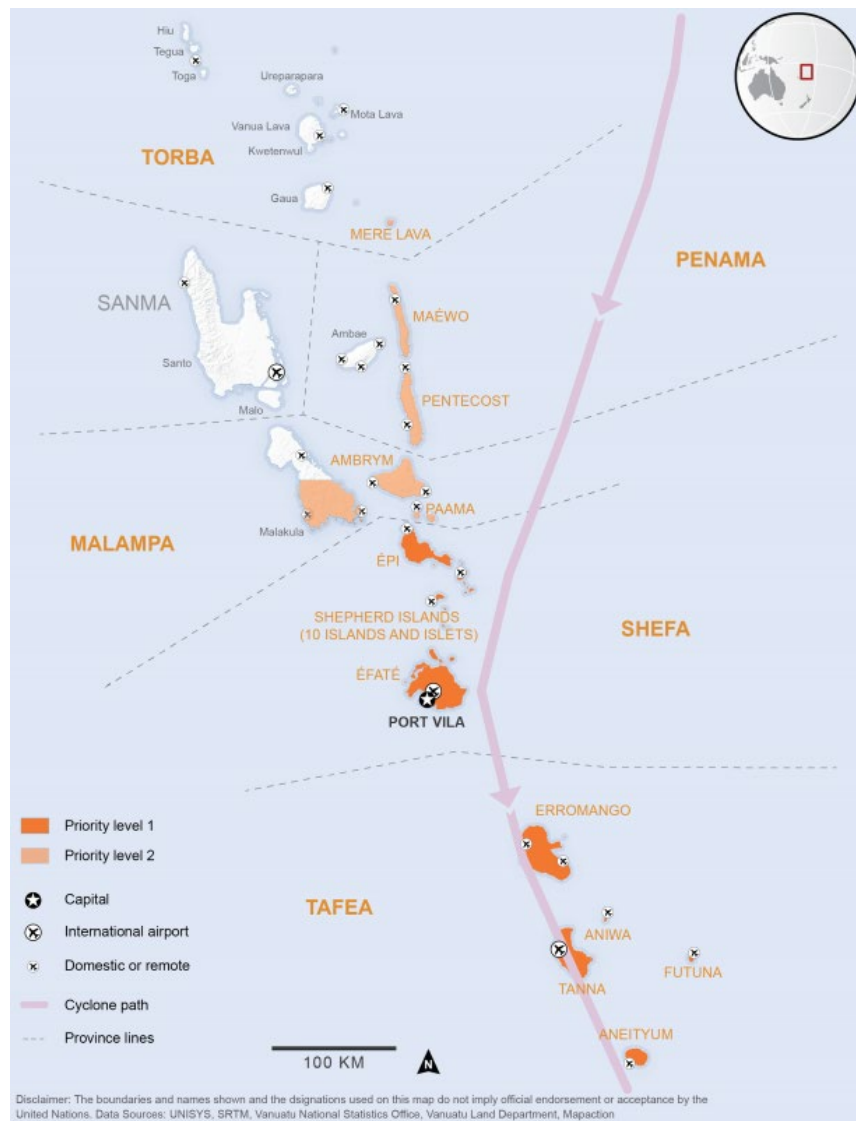 Hiu
Tegua
Toga
Ureparapara
Mota Lava
Vanua Lava
Kwetenwul
TORBA
Gaua
MERE LAVA
PENAMA
SANMA
MAÉWO
Ambae
Santo
PENTECOST
Malo
AMBRYM
PAAMA
Malakula
MALAMPA
ÉPI
SHEPHERD ISLANDS
(10 ISLANDS AND ISLETS)
SHEFA
ÉFATÉ
PORT VILA
ERROMANGO
Priority level 1
Priority level 2
Capital
International airport
Domestic or remote
Cyclone path
Province lines
TAFEA
ANIWA
FUTUNA
TANNA
ANEITYUM
100 KM
N
Disclaimer: The boundaries and names shown and the dsignations used on this map do not imply official endorsement or acceptance by the
United Nations. Data Sources: UNISYS, SRTM, Vanuatu National Statistics Office, Vanuatu Land Department, Mapaction